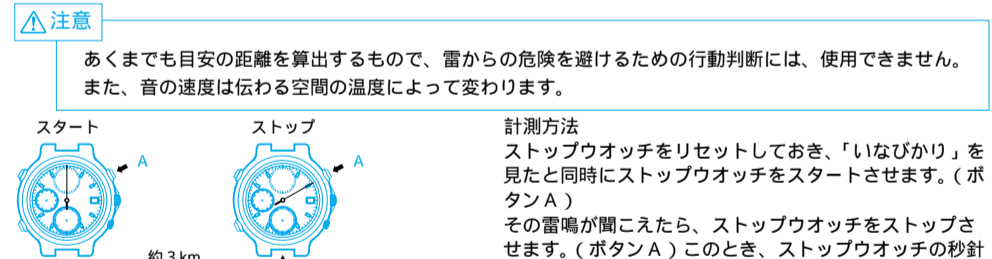 注意
あくまでも目安の距離を算出するもので、雷からの危険を避けるための行動判断には、使用できません。
また、音の速度は伝わる空間の温度によって変わります。
スタート
ストップ
A
A
約3km
計測方法
ストップウオッチをリセットしておき、「いなびかり」を
見たと同時にストップウオッチをスタートさせます。(ボ
タンA)
その雷鳴が聞こえたら、ストップウオッチをストップさ
せます。(ボタンA)このとき、ストップウオッチの秒針